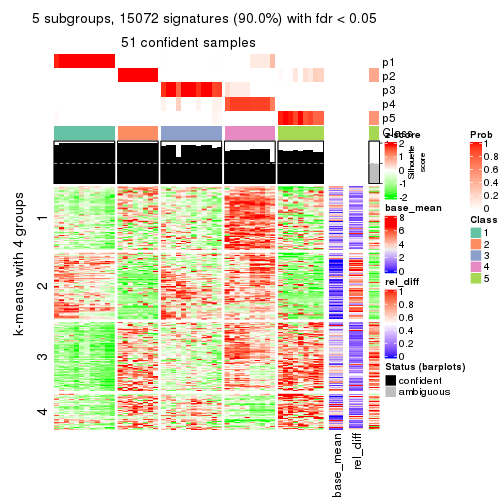 5 subgroups, 15072 signatures (90.0%) with fdr < 0.05
51 confident samples
p1
p2
p3
p4
p5
Class
Silhouette
score
k-means with 4 groups
1
2
3
4
base_mean
rel_diff
z-score
2
1
0
-1
-2
base_mean
8
6
4
2
0
rel_diff
1
0.8
0.6
0.4
0.2
0
Status (barplots)
confident
ambiguous
Prob
1
0.8
0.6
0.4
0.2
0
Class
1
2
3
4
5